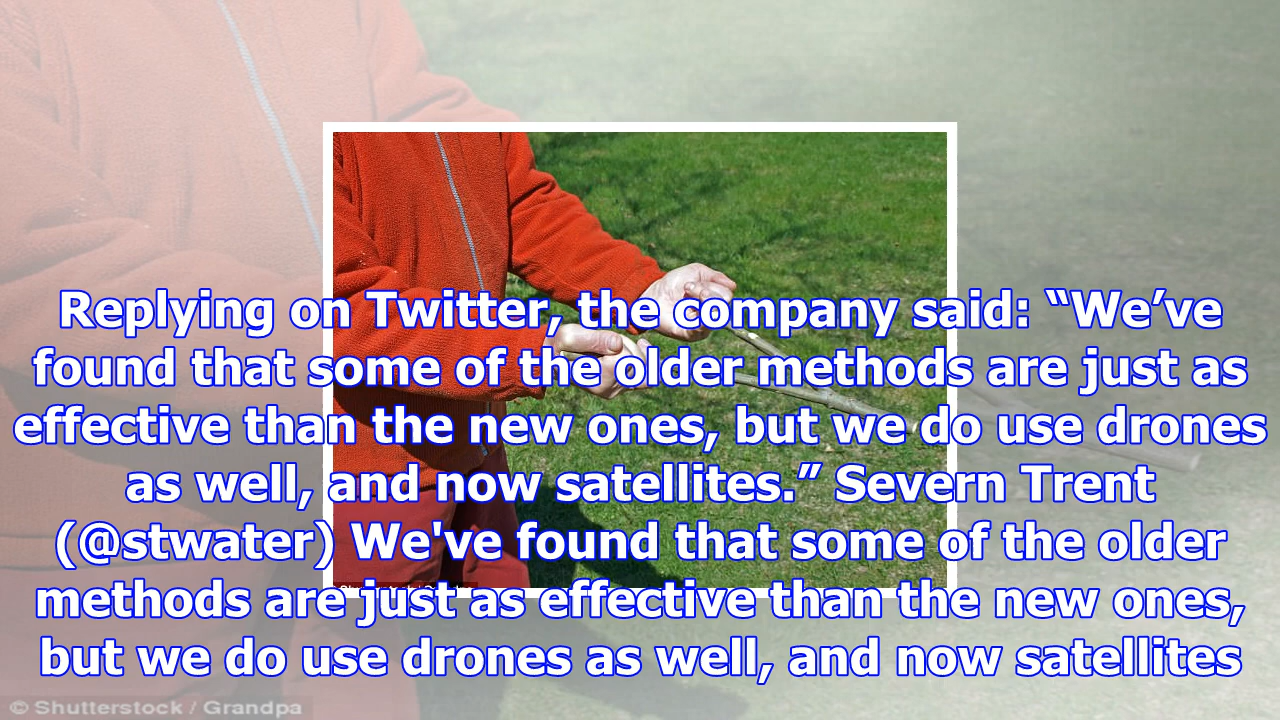 Replying on Twitter, the company said: “We’ve
found that some of the older methods are just as
effective than the new ones, but we do use drones
as well, and now satellites.” Severn Trent
(@stwater) We've found that some of the older
methods are just as effective than the new ones,
but we do use drones as well, and now satellites
© Shutterstock / Grandpa